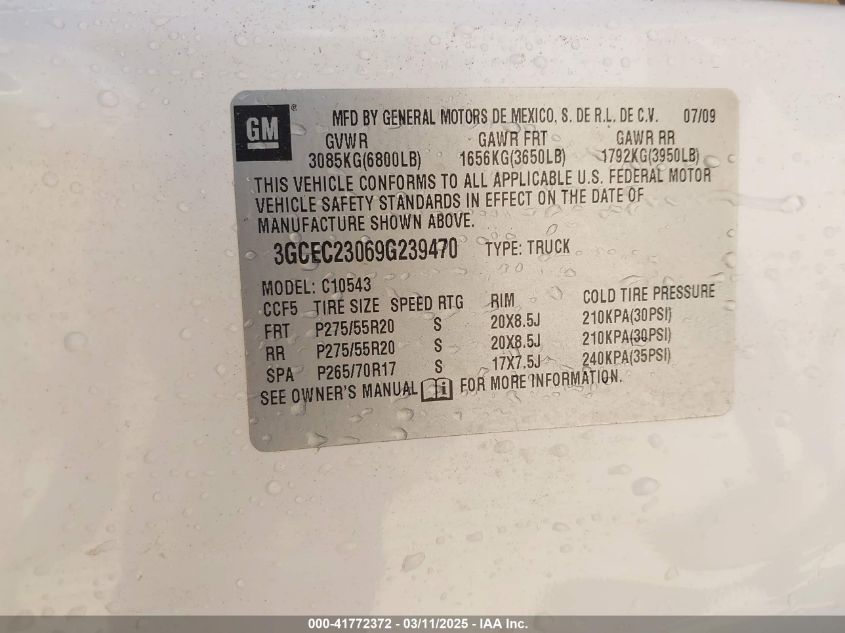 GM ®
MFD BY GENERAL MOTORS DE MEXICO, S. DE R.L. DE C.V. 07/09
GVWR GAWR FRT GAWR RR
3085KG(6800LB) 1656KG(3650LB) 1792KG(3950LB)
THIS VEHICLE CONFORMS TO ALL APPLICABLE U.S. FEDERAL MOTOR
VEHICLE SAFETY STANDARDS IN EFFECT ON THE DATE OF
MANUFACTURE SHOWN ABOVE.
3GCEC23069G239470 TYPE: TRUCK
MODEL: C10543
CCF5 TIRE SIZE SPEED RTG RIM COLD TIRE PRESSURE
FRT P275/55R20 S 20X8.5J 210KPA(30PSI)
RR P275/55R20 S 20X8.5J 210KPA(30PSI)
SPA P265/70R17 S 17X7.5J 240KPA(35PSI)
SEE OWNER'S MANUAL i FOR MORE INFORMATION.
000-41772372 - 03/11/2025 - IAA Inc.